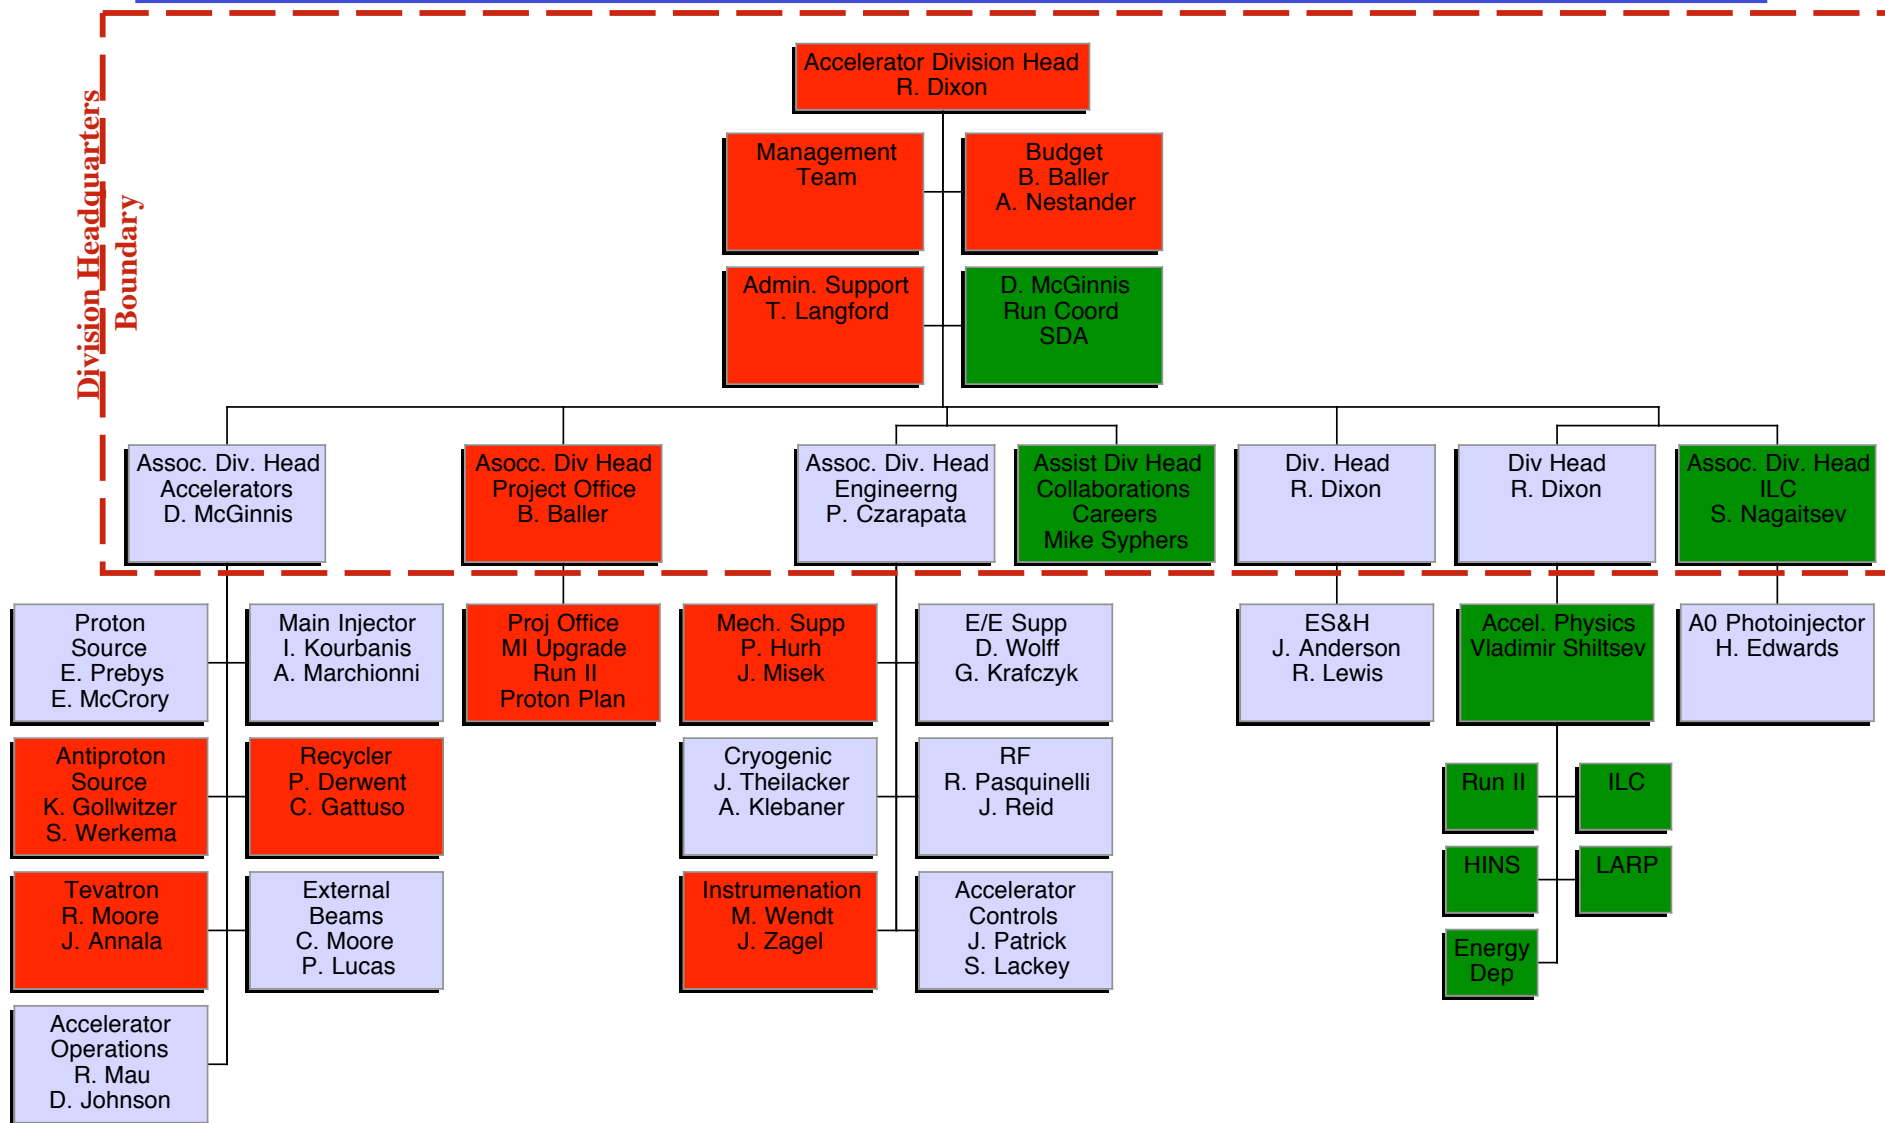 Division Headquarters
Boundary
Accelerator Division Head
R. Dixon
Management
Team
Budget
B. Baller
A. Nestander
Admin. Support
T. Langford
D. McGinnis
Run Coord
SDA
Assoc. Div. Head
Accelerators
D. McGinnis
Asocc. Div Head
Project Office
B. Baller
Assoc. Div. Head
Engineerng
P. Czarapata
Assist Div Head
Collaborations
Careers
Mike Syphers
Div. Head
R. Dixon
Div Head
R. Dixon
Assoc. Div. Head
ILC
S. Nagaitsev
Proton
Source
E. Prebys
E. McCrory
Main Injector
I. Kourbanis
A. Marchionni
Proj Office
MI Upgrade
Run II
Proton Plan
Mech. Supp
P. Hurh
J. Misek
E/E Supp
D. Wolff
G. Krafczyk
ES&H
J. Anderson
R. Lewis
Accel. Physics
Vladimir Shiltsev
A0 Photoinjector
H. Edwards
Antiproton
Source
K. Gollwitzer
S. Werkema
Recycler
P. Derwent
C. Gattuso
Cryogenic
J. Theilacker
A. Klebaner
RF
R. Pasquinelli
J. Reid
Run II
ILC
HINS
LARP
Tevatron
R. Moore
J. Annala
External
Beams
C. Moore
P. Lucas
Instrumenation
M. Wendt
J. Zagel
Accelerator
Controls
J. Patrick
S. Lackey
Energy
Dep
Accelerator
Operations
R. Mau
D. Johnson